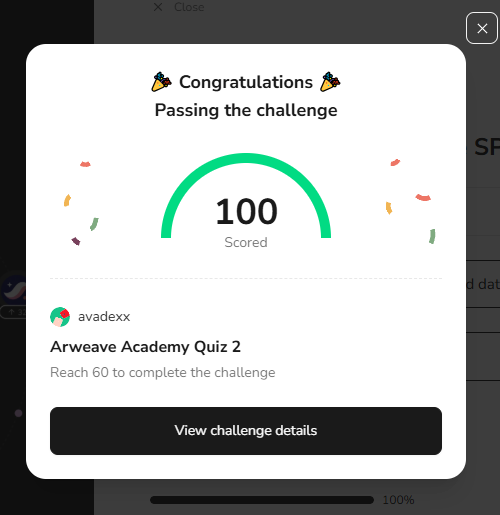 Close
Congratulations
Passing the challenge
SP
100
Scored
d dat
avadexx
Arweave Academy Quiz 2
Reach 60 to complete the challenge
View challenge details
100%